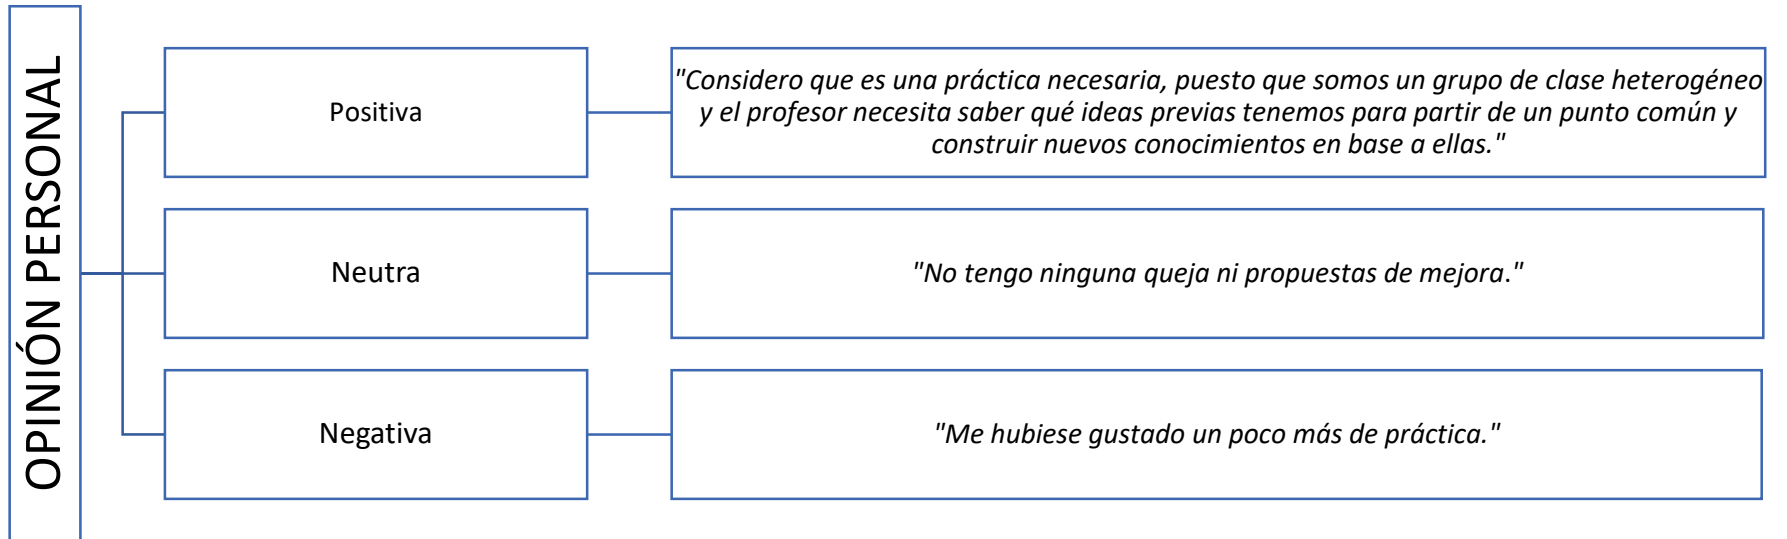 OPINIÓN PERSONAL
Positiva
"Considero que es una práctica necesaria, puesto que somos un grupo de clase heterogéneo
y el profesor necesita saber qué ideas previas tenemos para partir de un punto común y
construir nuevos conocimientos en base a ellas."
Neutra
"No tengo ninguna queja ni propuestas de mejora."
Negativa
"Me hubiese gustado un poco más de práctica."